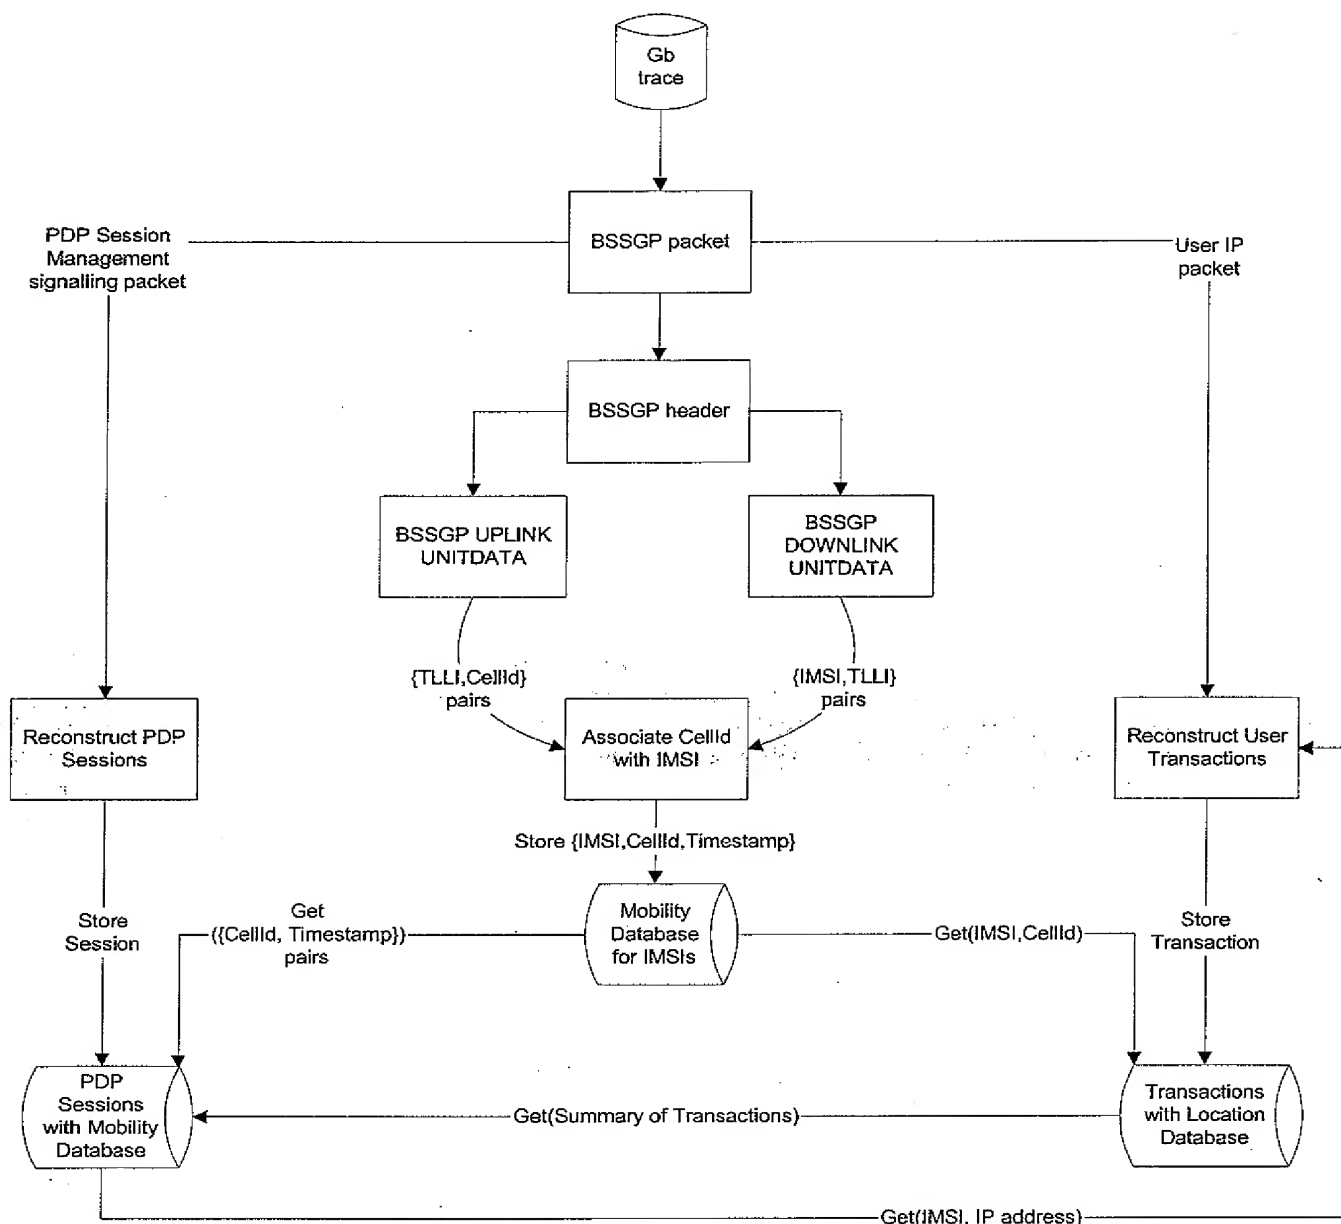 Gb
trace
BSSGP packet
PDP Session
Management
signalling packet
User IP
packet
BSSGP header
BSSGP UPLINK
UNITDATA
BSSGP
DOWNLINK
UNITDATA
{TLLI,CellId}
pairs
{IMSI,TLLI}
pairs
Reconstruct PDP
Sessions
Associate CellId
with IMSI
Reconstruct User
Transactions
Store {IMSI,CellId,Timestamp}
Store
Session
Get
({CellId, Timestamp})
pairs
Mobility
Database
for IMSIs
Get(IMSI,CellId)
Store
Transaction
PDP
Sessions
with Mobility
Database
Get(Summary of Transactions)
Transactions
with Location
Database
Get(IMSI, IP address)